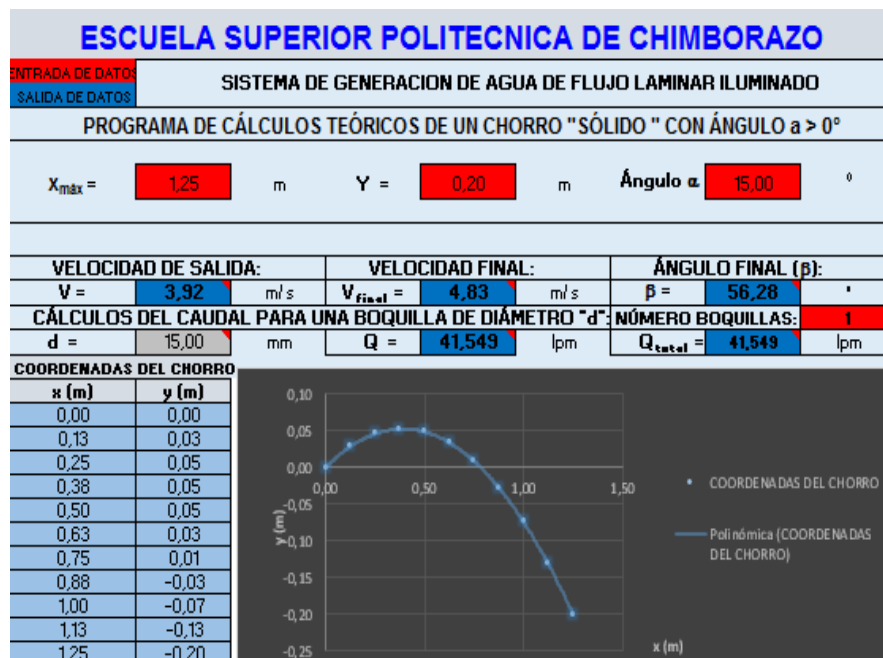 ESCUELA SUPERIOR POLITECNICA DE CHIMBORAZO
ENTRADA DE DATOS
SALIDA DE DATOS
SISTEMA DE GENERACION DE AGUA DE FLUJO LAMINAR ILUMINADO
PROGRAMA DE CÁLCULOS TEÓRICOS DE UN CHORRO "SÓLIDO " CON ÁNGULO a > 0°
Xmáx = 1,25 m Y = 0,20 m Ángulo α 15,00 °
VELOCIDAD DE SALIDA: VELOCIDAD FINAL: ÁNGULO FINAL (β):
V = 3,92 m/s Vfinal = 4,83 m/s β = 56,28 °
CÁLCULOS DEL CAUDAL PARA UNA BOQUILLA DE DIÁMETRO "d": NÚMERO BOQUILLAS: 1
d = 15,00 mm Q = 41,549 lpm Qtotal = 41,549 lpm
COORDENADAS DEL CHORRO
x (m) y (m)
0,00 0,00
0,13 0,03
0,25 0,05
0,38 0,05
0,50 0,05
0,63 0,03
0,75 0,01
0,88 -0,03
1,00 -0,07
1,13 -0,13
1,25 -0,20
0,10
0,05
0,00
-0,05
-0,10
-0,15
-0,20
-0,25
y (m)
0,00 0,50 1,00 1,50
x (m)
COORDENADAS DEL CHORRO
Polinómica (COORDENADAS
DEL CHORRO)